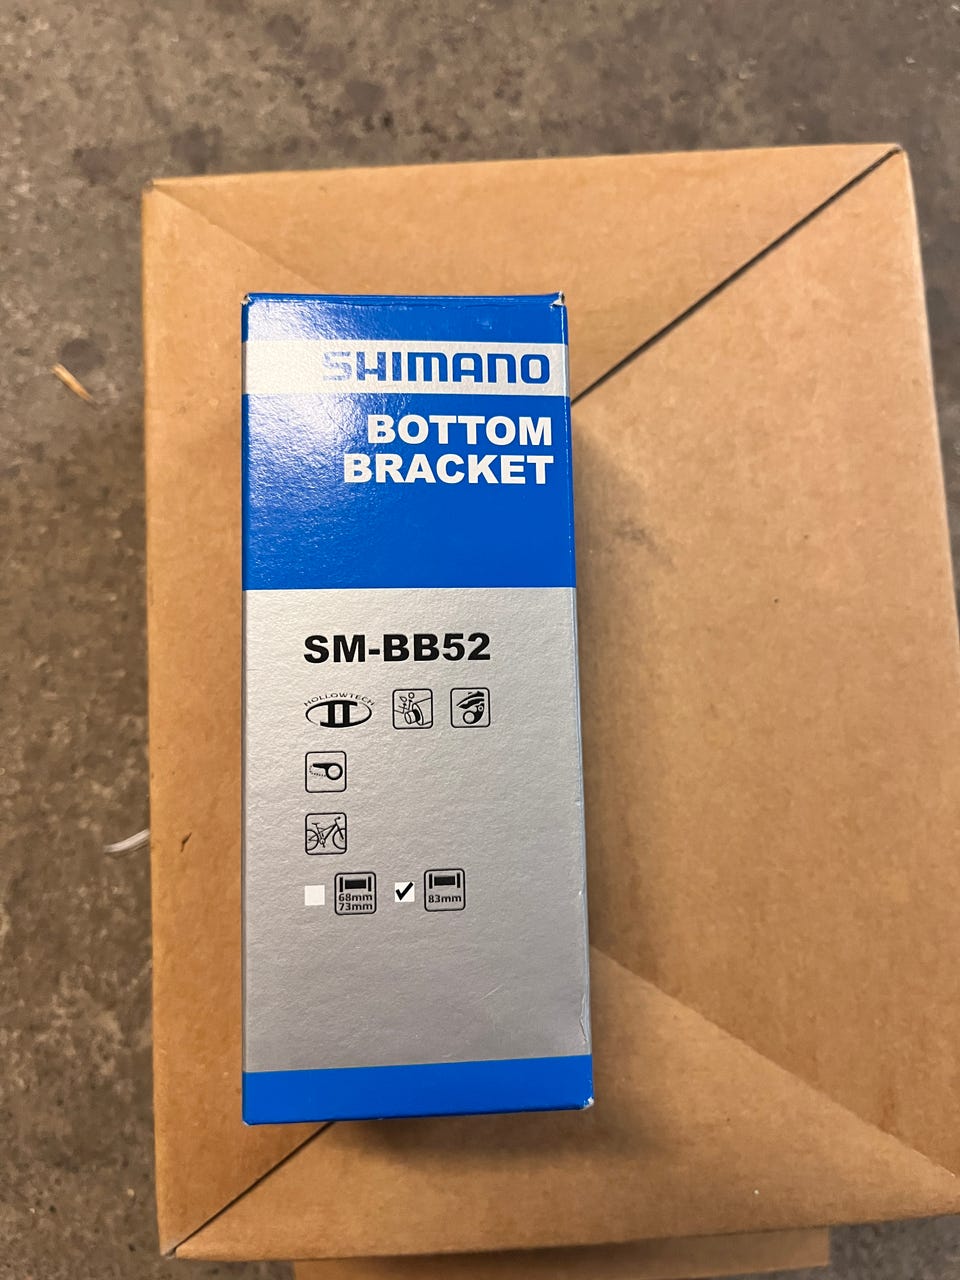 SHIMANO
BOTTOM
BRACKET
SM-BB52
HOLLOWTECH
II
68mm 83mm
73mm